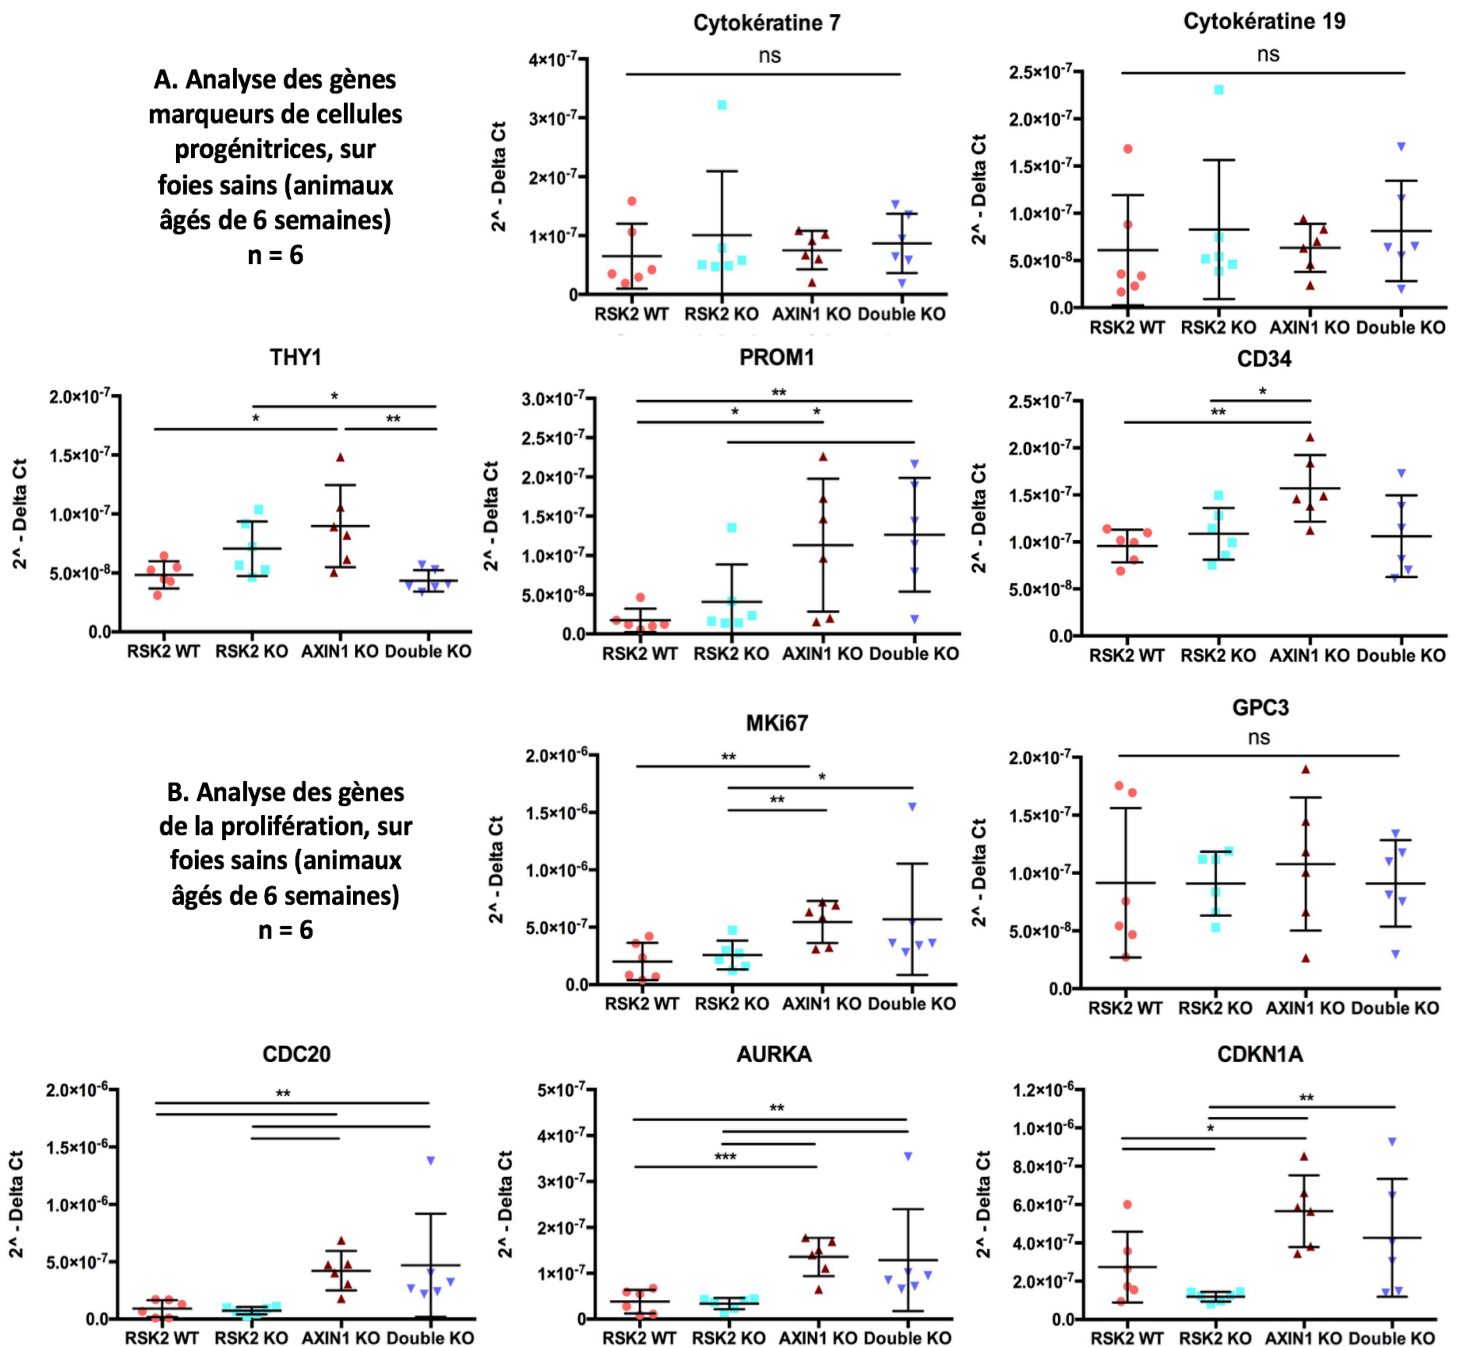 A. Analyse des gènes
marqueurs de cellules
progénitrices, sur
foies sains (animaux
âgés de 6 semaines)
n = 6
Cytokératine 7
ns
2^ - Delta Ct
4×10-7
3×10-7
2×10-7
1×10-7
0
RSK2 WT RSK2 KO AXIN1 KO Double KO
Cytokératine 19
ns
2^ - Delta Ct
2.5×10-7
2.0×10-7
1.5×10-7
1.0×10-7
5.0×10-8
0.0
RSK2 WT RSK2 KO AXIN1 KO Double KO
THY1
*
* **
2^ - Delta Ct
2.0×10-7
1.5×10-7
1.0×10-7
5.0×10-8
0.0
RSK2 WT RSK2 KO AXIN1 KO Double KO
PROM1
**
* *
2^ - Delta Ct
3.0×10-7
2.5×10-7
2.0×10-7
1.5×10-7
1.0×10-7
5.0×10-8
0.0
RSK2 WT RSK2 KO AXIN1 KO Double KO
CD34
*
**
2^ - Delta Ct
2.5×10-7
2.0×10-7
1.5×10-7
1.0×10-7
5.0×10-8
0.0
RSK2 WT RSK2 KO AXIN1 KO Double KO
B. Analyse des gènes
de la prolifération, sur
foies sains (animaux
âgés de 6 semaines)
n = 6
MKi67
**
*
**
2^ - Delta Ct
2.0×10-6
1.5×10-6
1.0×10-6
5.0×10-7
0.0
RSK2 WT RSK2 KO AXIN1 KO Double KO
GPC3
ns
2^ - Delta Ct
2.0×10-7
1.5×10-7
1.0×10-7
5.0×10-8
0.0
RSK2 WT RSK2 KO AXIN1 KO Double KO
CDC20
**
2^ - Delta Ct
2.0×10-6
1.5×10-6
1.0×10-6
5.0×10-7
0.0
RSK2 WT RSK2 KO AXIN1 KO Double KO
AURKA
**
***
2^ - Delta Ct
5×10-7
4×10-7
3×10-7
2×10-7
1×10-7
0
RSK2 WT RSK2 KO AXIN1 KO Double KO
CDKN1A
**
*
2^ - Delta Ct
1.2×10-6
1.0×10-6
8.0×10-7
6.0×10-7
4.0×10-7
2.0×10-7
0.0
RSK2 WT RSK2 KO AXIN1 KO Double KO